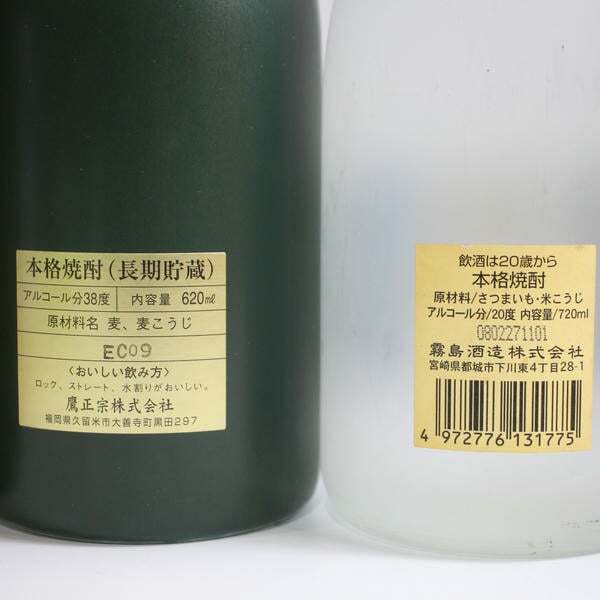 本格焼酎(長期貯蔵)
アルコール分38度 内容量 620ml
原材料名 麦、麦こうじ
EC09
〈おいしい飲み方〉
ロック、ストレート、水割りがおいしい。
鷹正宗株式会社
福岡県久留米市大善寺町黒田297
飲酒は20歳から
本格焼酎
原材料/さつまいも・米こうじ
アルコール分/20度 内容量/720ml
0802271101
霧島酒造株式会社
宮崎県都城市下川東4丁目28-1
4 972776 131775